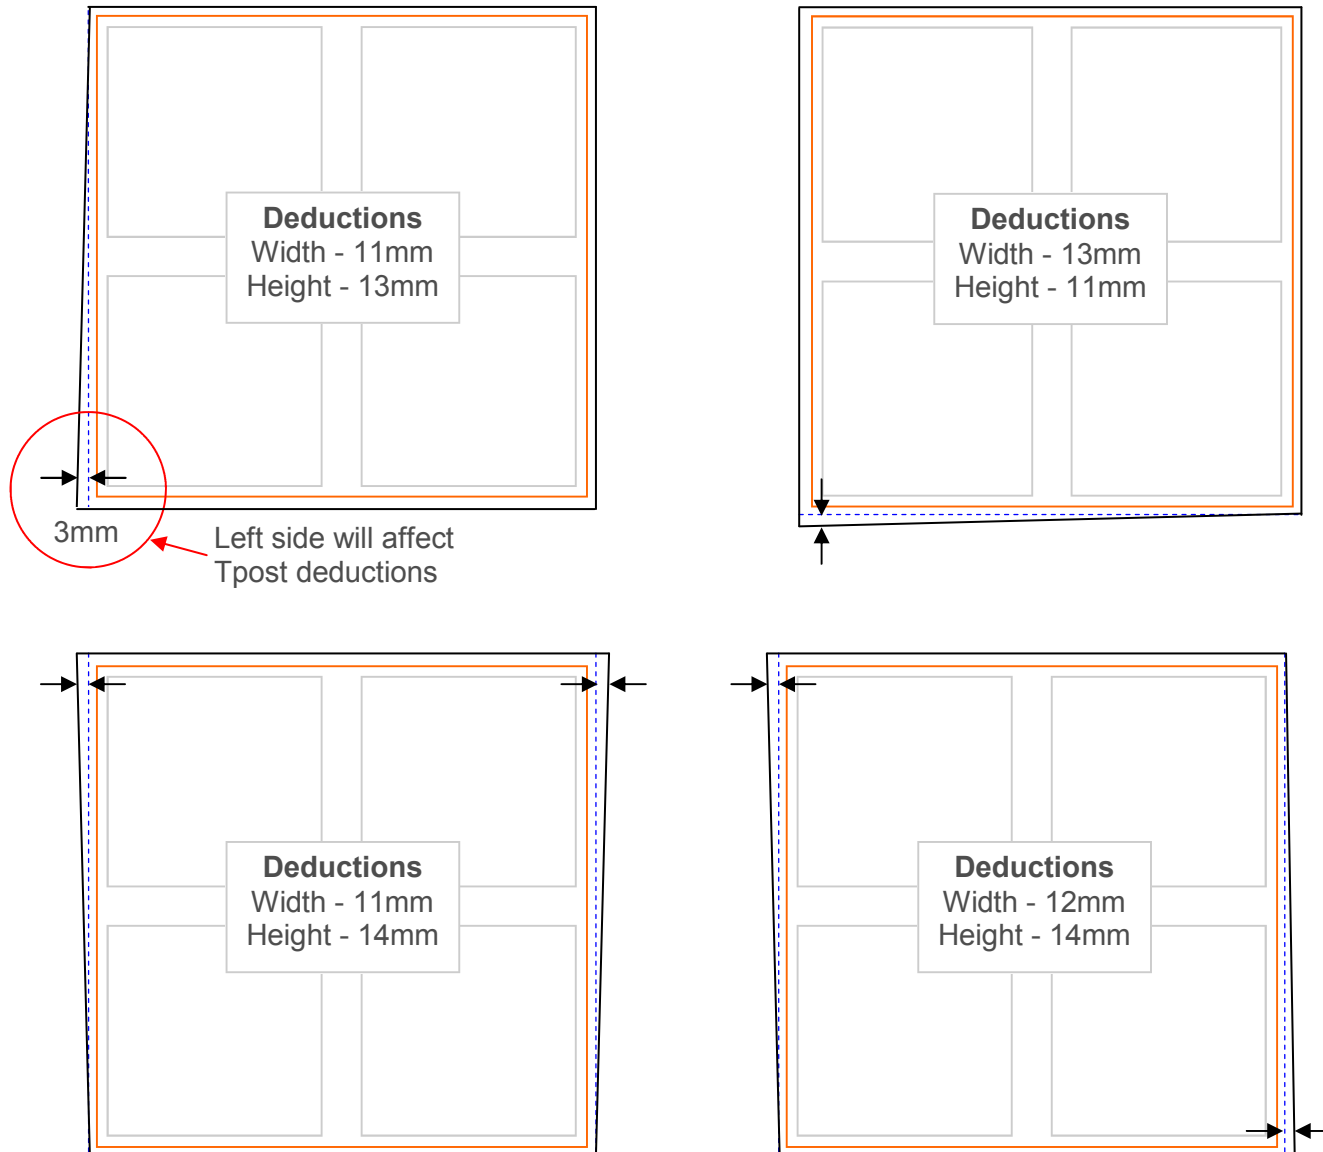 Deductions
Width - 11mm
Height - 13mm
Deductions
Width - 13mm
Height - 11mm
3mm
Left side will affect
Tpost deductions
Deductions
Width - 11mm
Height - 14mm
Deductions
Width - 12mm
Height - 14mm